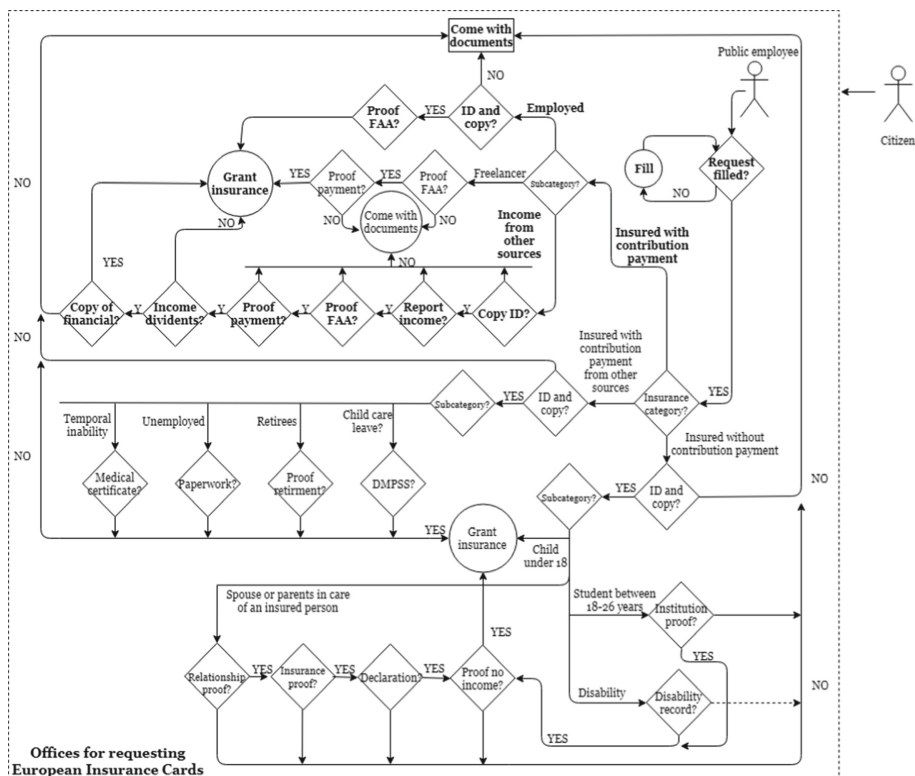 Come with
documents
Public employee
NO
Citizen
Proof
FAA?
YES
ID and
copy?
Employed
Request
filled?
Fill
NO
NO
Grant
insurance
YES
Proof
payment?
YES
Proof
FAA?
Freelancer
Subcategory?
NO
Come with
documents
NO
NO
Income
from
other
sources
Insured with
contribution
payment
YES
NO
Copy of
financial?
Y
Income
dividents?
Y
Proof
payment?
Y
Proof
FAA?
Y
Report
income?
Y
Copy ID?
NO
Insured with
contribution
payment
from other
sources
Subcategory?
YES
ID and
copy?
Insurance
category?
YES
Temporal
inability
Unemployed
Retirees
Child care
leave?
Insured without
contribution payment
NO
Medical
certificate?
Paperwork?
Proof
retirment?
DMPSS?
Subcategory?
YES
ID and
copy?
NO
YES
Grant
insurance
Child
under 18
Spouse or parents in care
of an insured person
Student between
18-26 years
Institution
proof?
YES
YES
Relationship
proof?
YES
Insurance
proof?
YES
Declaration?
YES
Proof no
income?
Disability
Disability
record?
NO
YES
Offices for requesting
European Insurance Cards